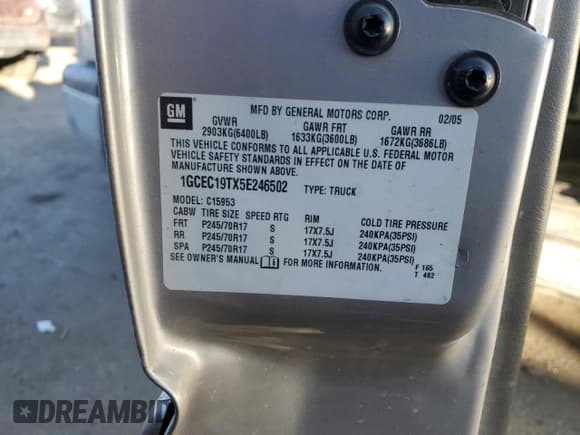 GM
MFD BY GENERAL MOTORS CORP. 02/05
GVWR GAWR FRT GAWR RR
2903KG(6400LB) 1633KG(3600LB) 1672KG(3686LB)
THIS VEHICLE CONFORMS TO ALL APPLICABLE U.S. FEDERAL MOTOR
VEHICLE SAFETY STANDARDS IN EFFECT ON THE DATE OF
MANUFACTURE SHOWN ABOVE.
1GCEC19TX5E246502 TYPE: TRUCK
MODEL: C15953
CABW TIRE SIZE SPEED RTG RIM COLD TIRE PRESSURE
FRT P245/70R17 S 17X7.5J 240KPA(35PSI)
RR P245/70R17 S 17X7.5J 240KPA(35PSI)
SPA P245/70R17 S 17X7.5J 240KPA(35PSI)
SEE OWNER'S MANUAL FOR MORE INFORMATION. F 165
T 482
DREAMBID